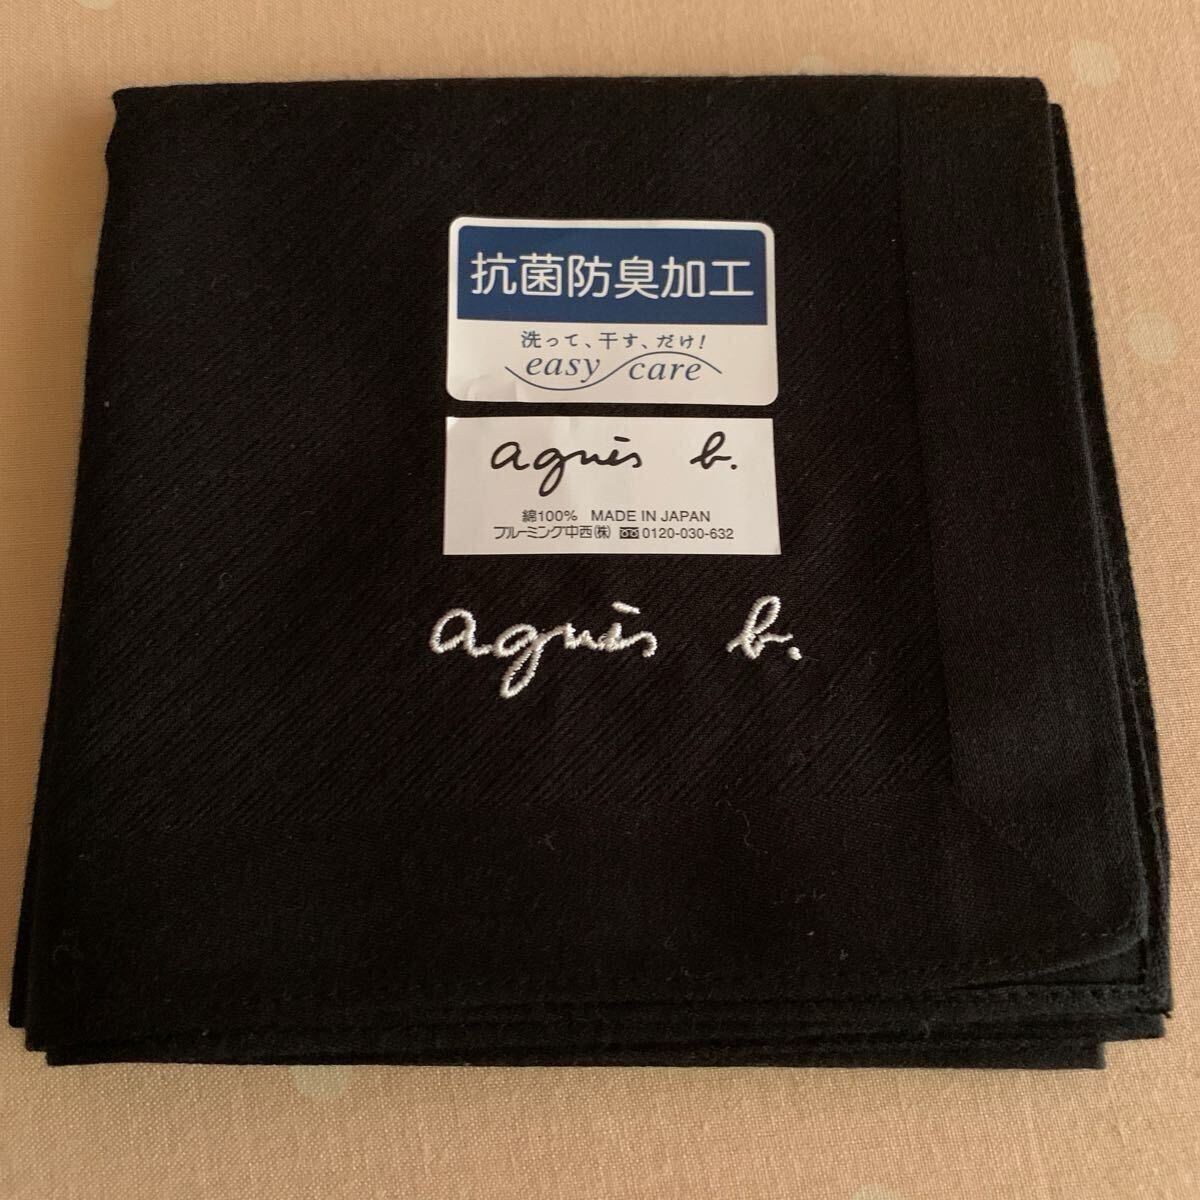 抗菌防臭加工
洗って、干す、だけ!
easy care
agnès b.
綿100% MADE IN JAPAN
ブルーミング中西㈱ 0120-030-632
agnès b.